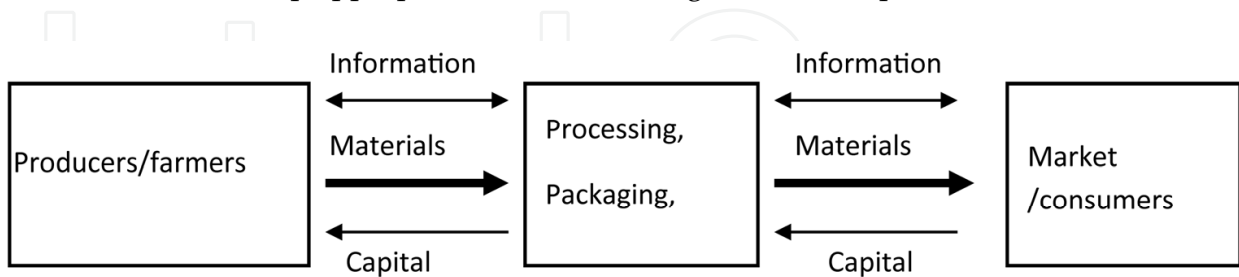 Information
Information
Producers/farmers
Materials
Processing,
Packaging,
Materials
Market
/consumers
Capital
Capital